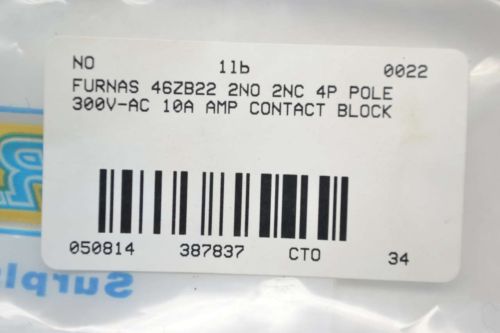 NO 1lb 0022
FURNAS 46ZB22 2NO 2NC 4P POLE
300V-AC 10A AMP CONTACT BLOCK
050814 387837 CTO 34
Surpl